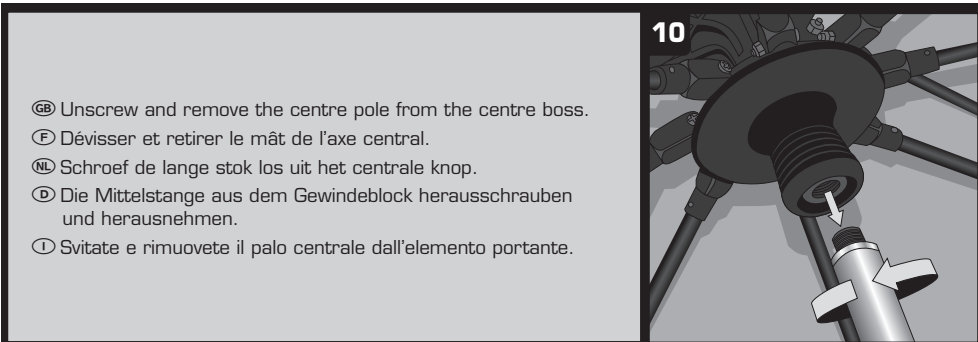 GB Unscrew and remove the centre pole from the centre boss.
F Dévisser et retirer le mât de l'axe central.
NL Schroef de lange stok los uit het centrale knop.
D Die Mittelstange aus dem Gewindeblock herausschrauben
und herausnehmen.
I Svitate e rimuovete il palo centrale dall'elemento portante.
10